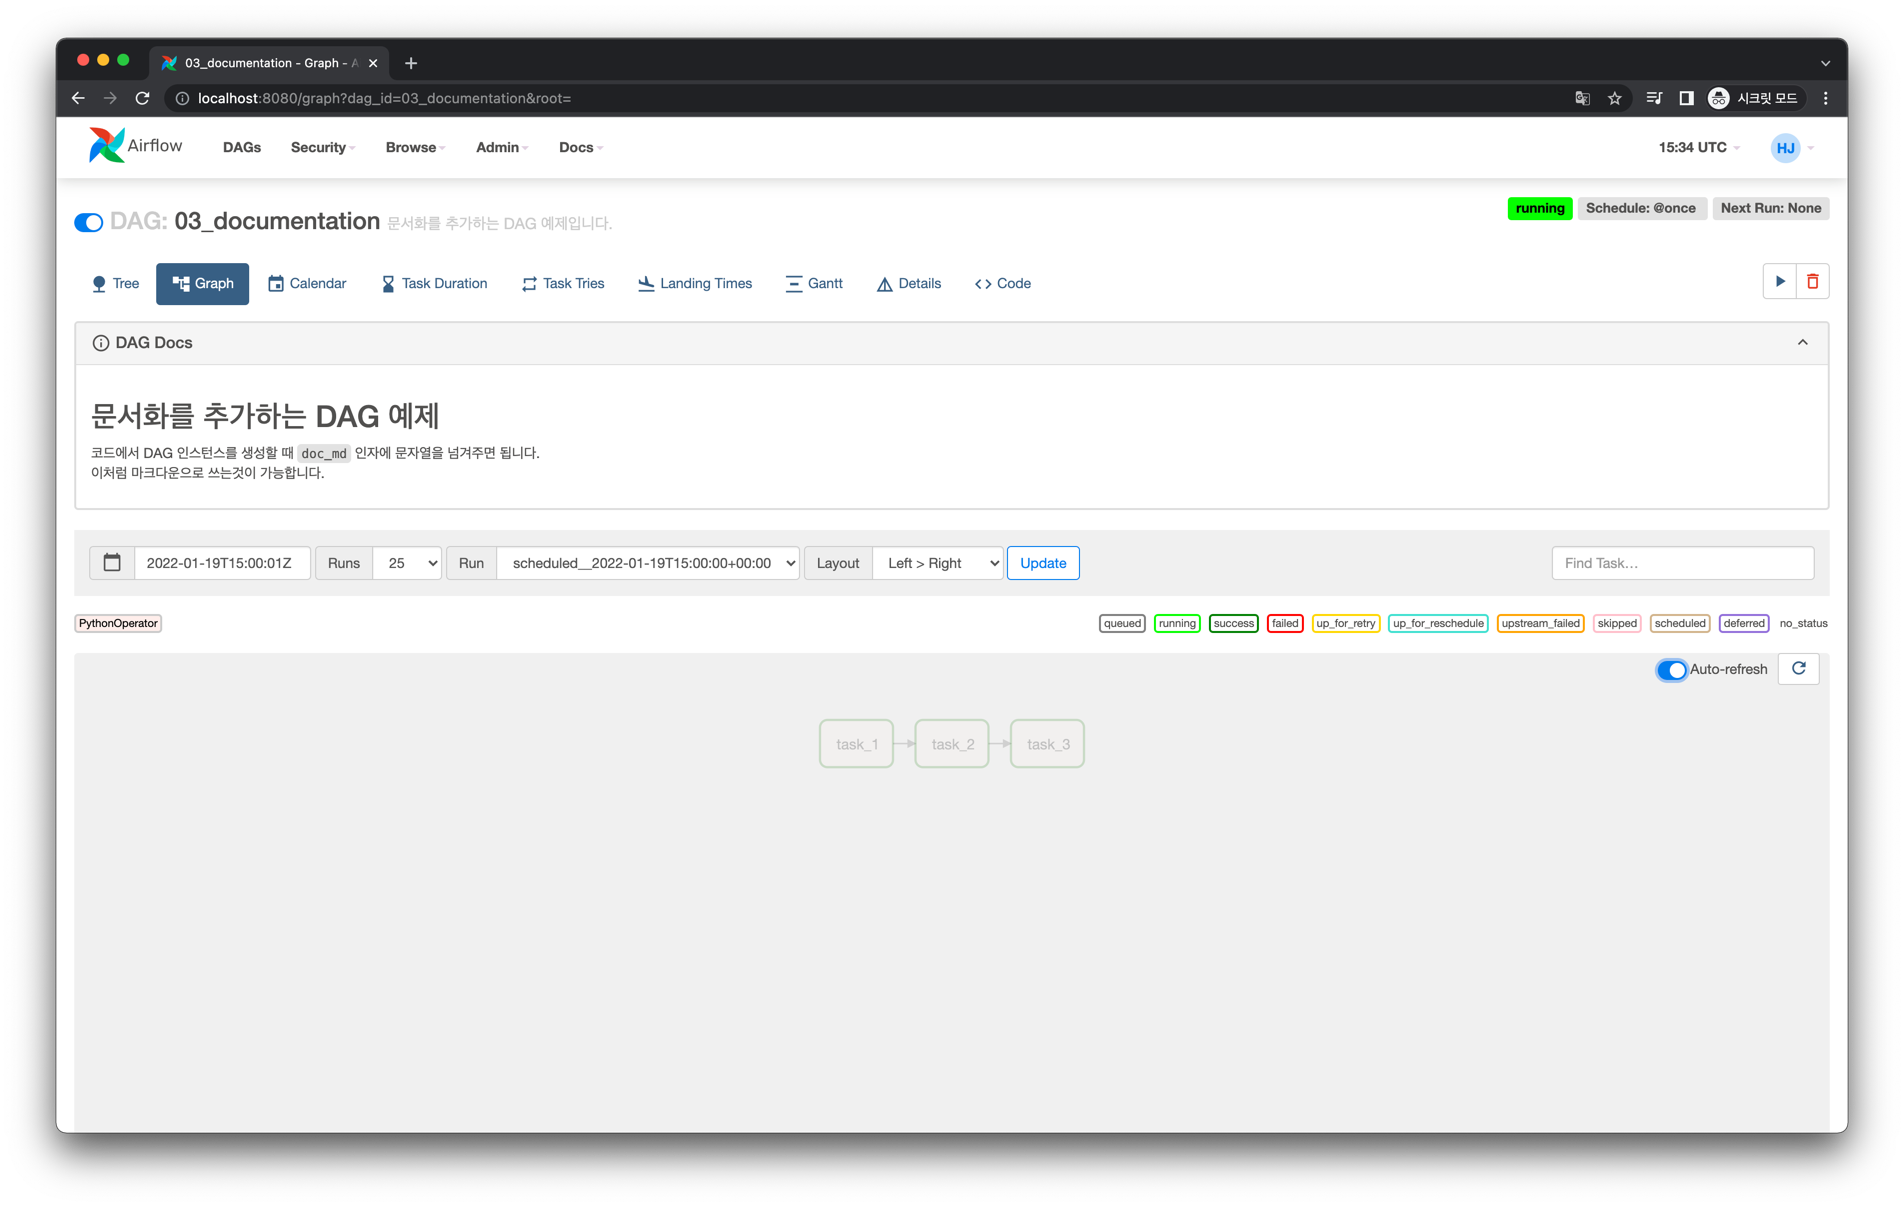 03_documentation - Graph - A
localhost:8080/graph?dag_id=03_documentation&root=
시크릿 모드
Airflow
DAGs
Security
Browse
Admin
Docs
15:34 UTC
HJ
DAG: 03_documentation 문서화를 추가하는 DAG 예제입니다.
running
Schedule: @once
Next Run: None
Tree
Graph
Calendar
Task Duration
Task Tries
Landing Times
Gantt
Details
Code
DAG Docs
문서화를 추가하는 DAG 예제
코드에서 DAG 인스턴스를 생성할 때 doc_md 인자에 문자열을 넘겨주면 됩니다.
이처럼 마크다운으로 쓰는것이 가능합니다.
2022-01-19T15:00:01Z
Runs
25
Run
scheduled__2022-01-19T15:00:00+00:00
Layout
Left > Right
Update
Find Task...
PythonOperator
queued
running
success
failed
up_for_retry
up_for_reschedule
upstream_failed
skipped
scheduled
deferred
no_status
Auto-refresh
task_1
task_2
task_3